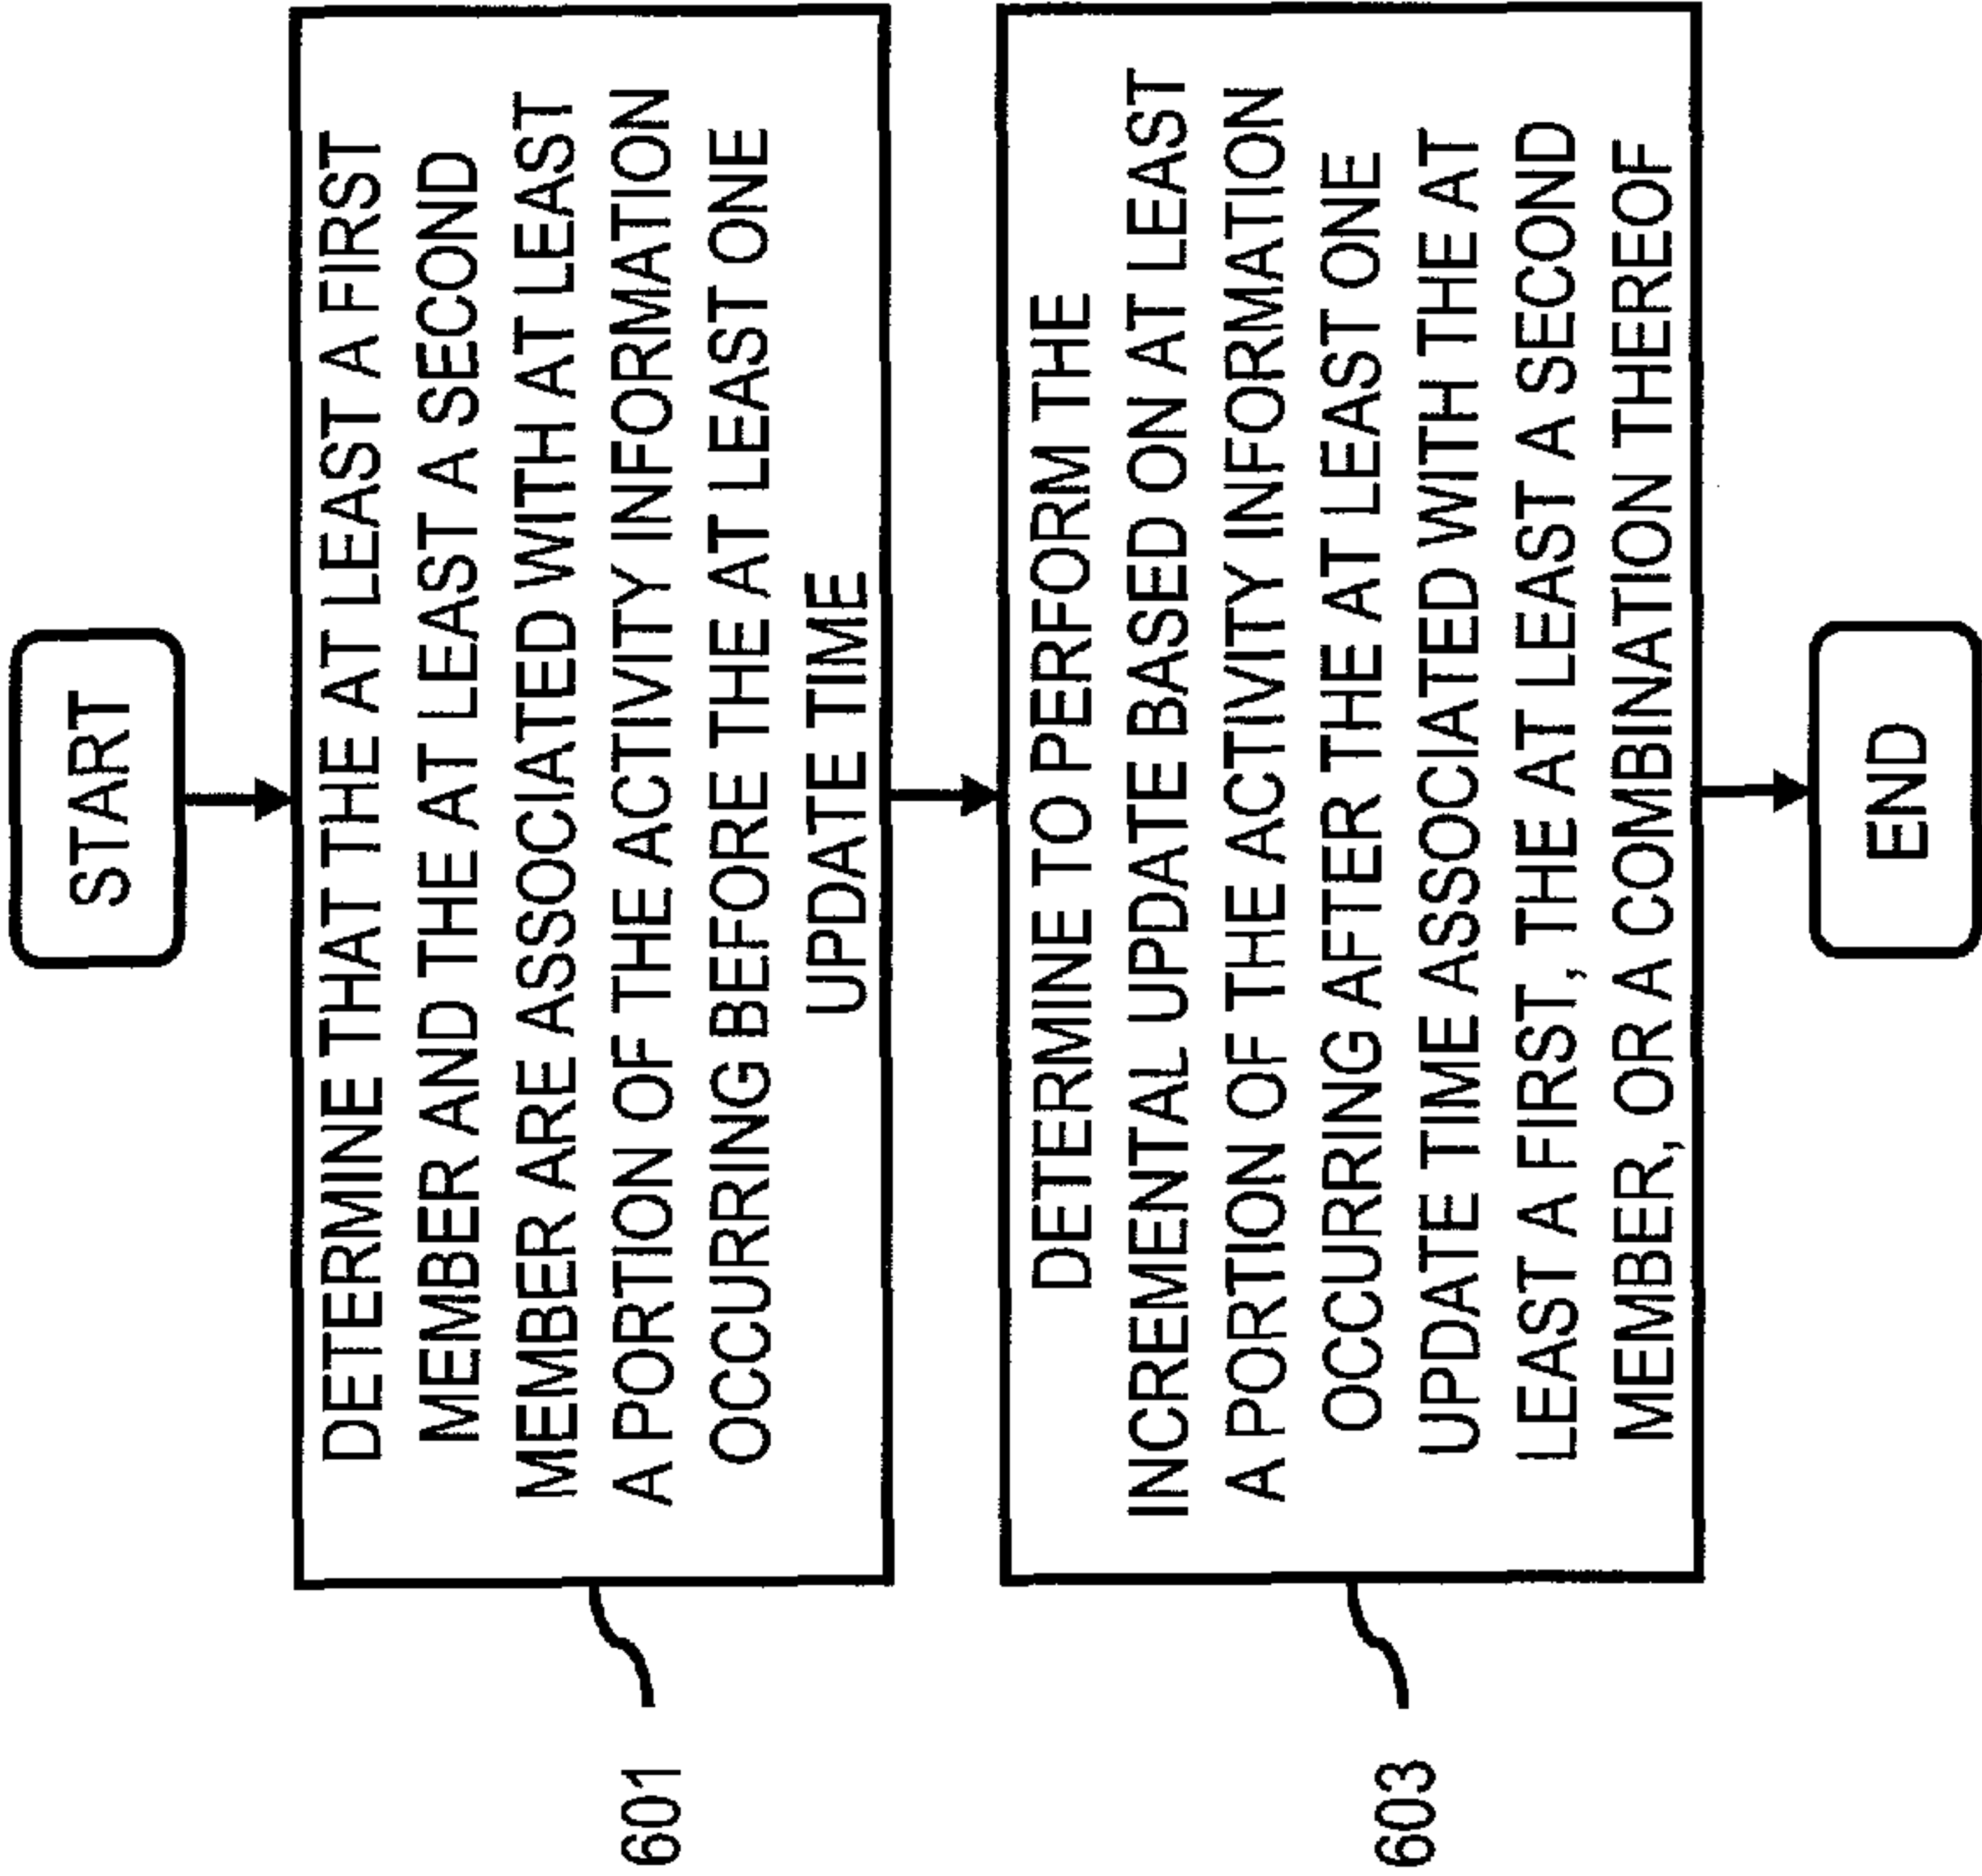 START
DETERMINE THAT THE AT LEAST A FIRST
MEMBER AND THE AT LEAST A SECOND
MEMBER ARE ASSOCIATED WITH AT LEAST
A PORTION OF THE ACTIVITY INFORMATION
OCCURRING BEFORE THE AT LEAST ONE
UPDATE TIME
601
DETERMINE TO PERFORM THE
INCREMENTAL UPDATE BASED ON AT LEAST
A PORTION OF THE ACTIVITY INFORMATION
OCCURRING AFTER THE AT LEAST ONE
UPDATE TIME ASSOCIATED WITH THE AT
LEAST A FIRST, THE AT LEAST A SECOND
MEMBER, OR A COMBINATION THEREOF
603
END